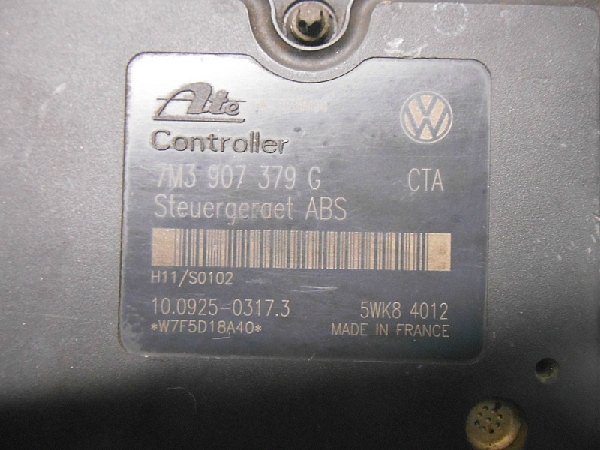 Ate
Controller
7M3 907 379 G CTA
Steuergeraet ABS
H11/S0102
10.0925-0317.3 5WK8 4012
*W7F5D18A40* MADE IN FRANCE